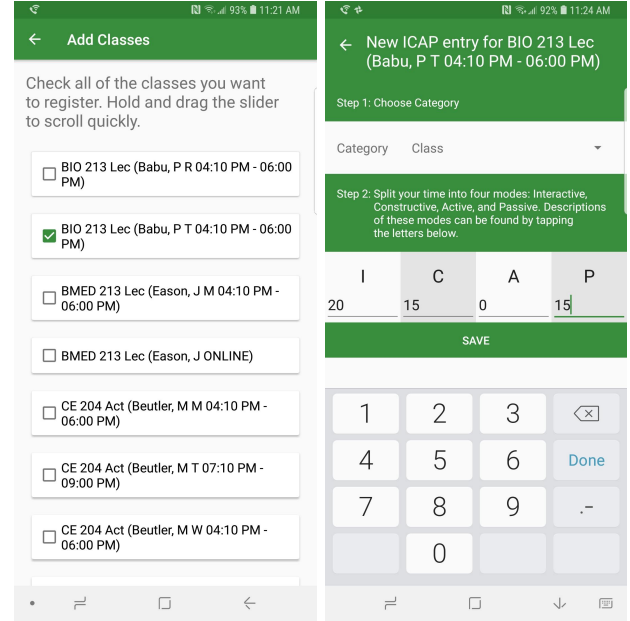 93% 11:21 AM
Add Classes
Check all of the classes you want
to register. Hold and drag the slider
to scroll quickly.
BIO 213 Lec (Babu, P R 04:10 PM - 06:00
PM)
BIO 213 Lec (Babu, P T 04:10 PM - 06:00
PM)
BMED 213 Lec (Eason, J M 04:10 PM -
06:00 PM)
BMED 213 Lec (Eason, J ONLINE)
CE 204 Act (Beutler, M M 04:10 PM -
06:00 PM)
CE 204 Act (Beutler, M T 07:10 PM -
09:00 PM)
CE 204 Act (Beutler, M W 04:10 PM -
06:00 PM)
92% 11:24 AM
New ICAP entry for BIO 213 Lec
(Babu, P T 04:10 PM - 06:00 PM)
Step 1: Choose Category
Category Class
Step 2: Split your time into four modes: Interactive,
Constructive, Active, and Passive. Descriptions
of these modes can be found by tapping
the letters below.
I C A P
20 15 0 15
SAVE
1 2 3
4 5 6 Done
7 8 9 .-
0